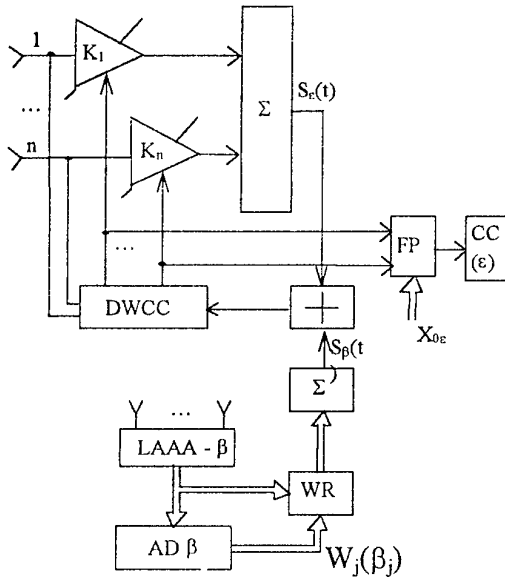 1
K₁
...
n
Kₙ
Σ
Sε(t)
...
FP
CC
(ε)
DWCC
X₀ε
Sβ(t
)
Σ
...
LAAA - β
WR
AD β
Wⱼ(βⱼ)